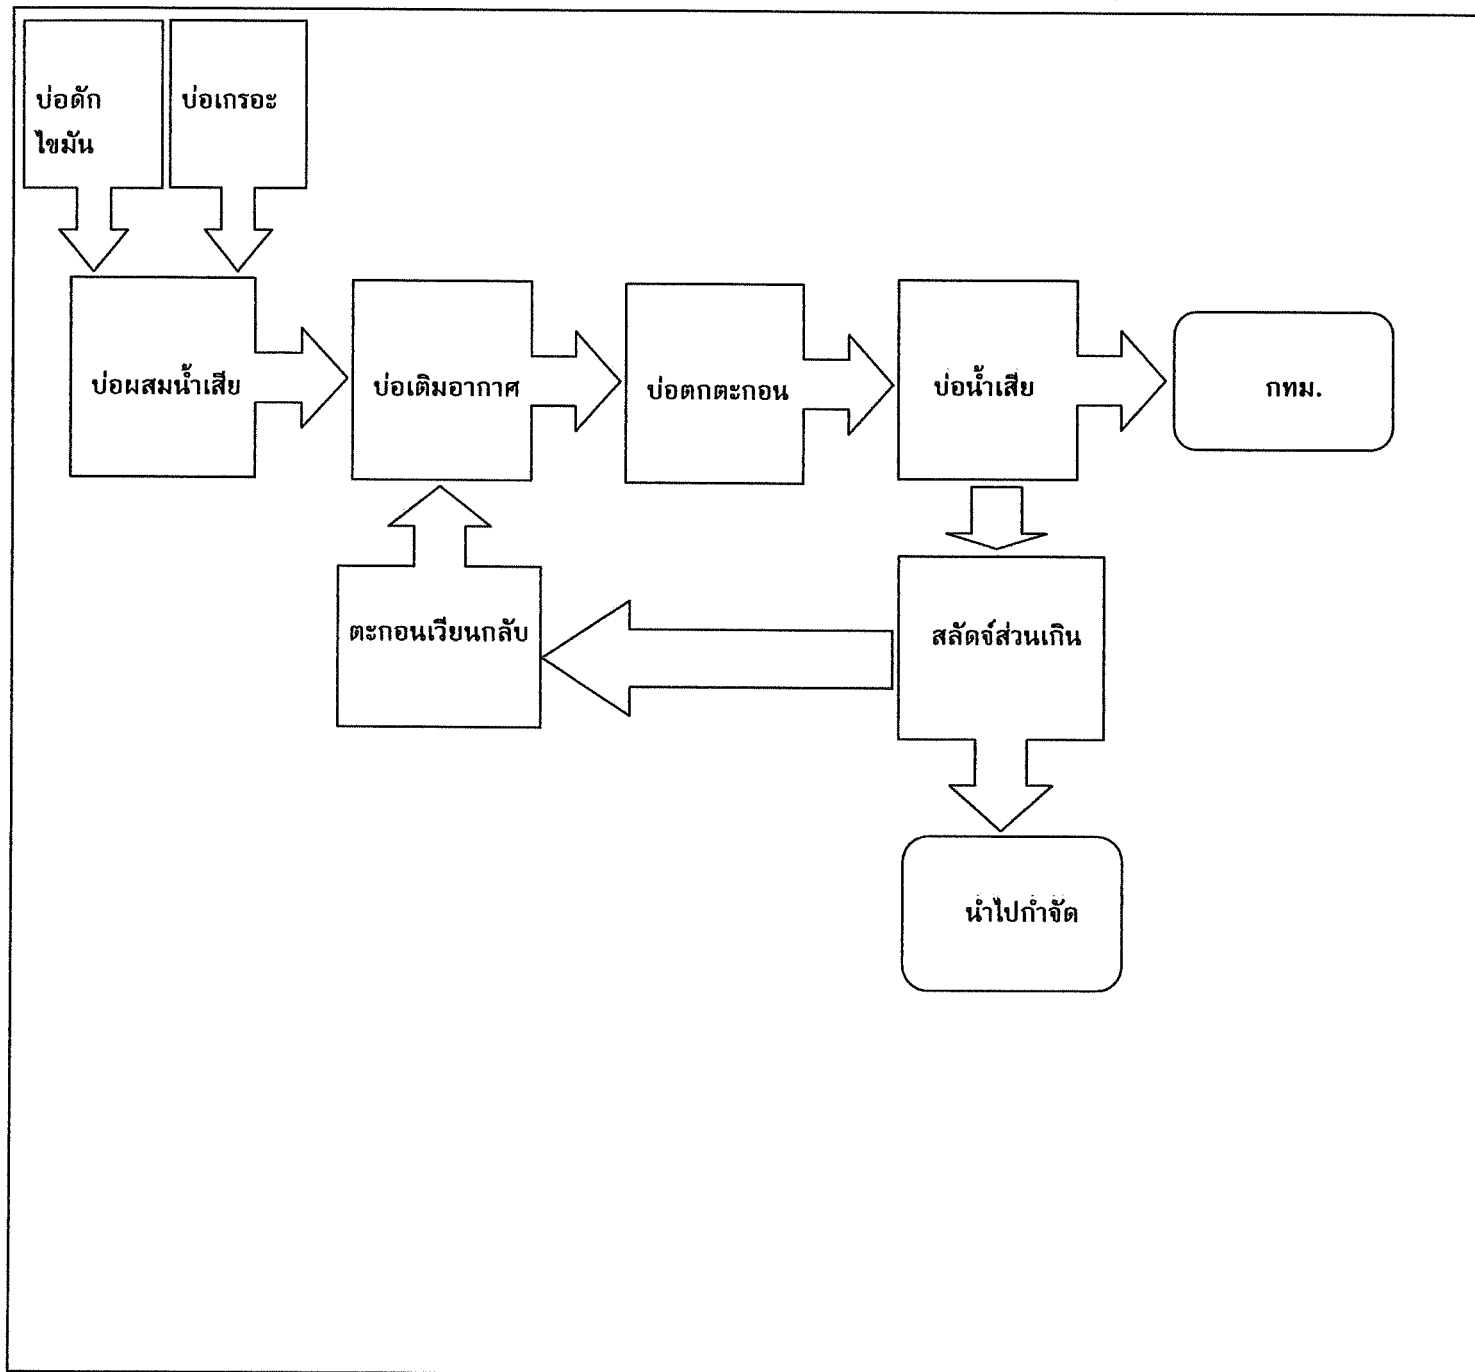 บ่อดัก
ไขมัน
บ่อเกรอะ
บ่อผสมน้ำเสีย
บ่อเติมอากาศ
บ่อตกตะกอน
บ่อน้ำเสีย
กทม.
ตะกอนเวียนกลับ
สลัดจ์ส่วนเกิน
นำไปกำจัด